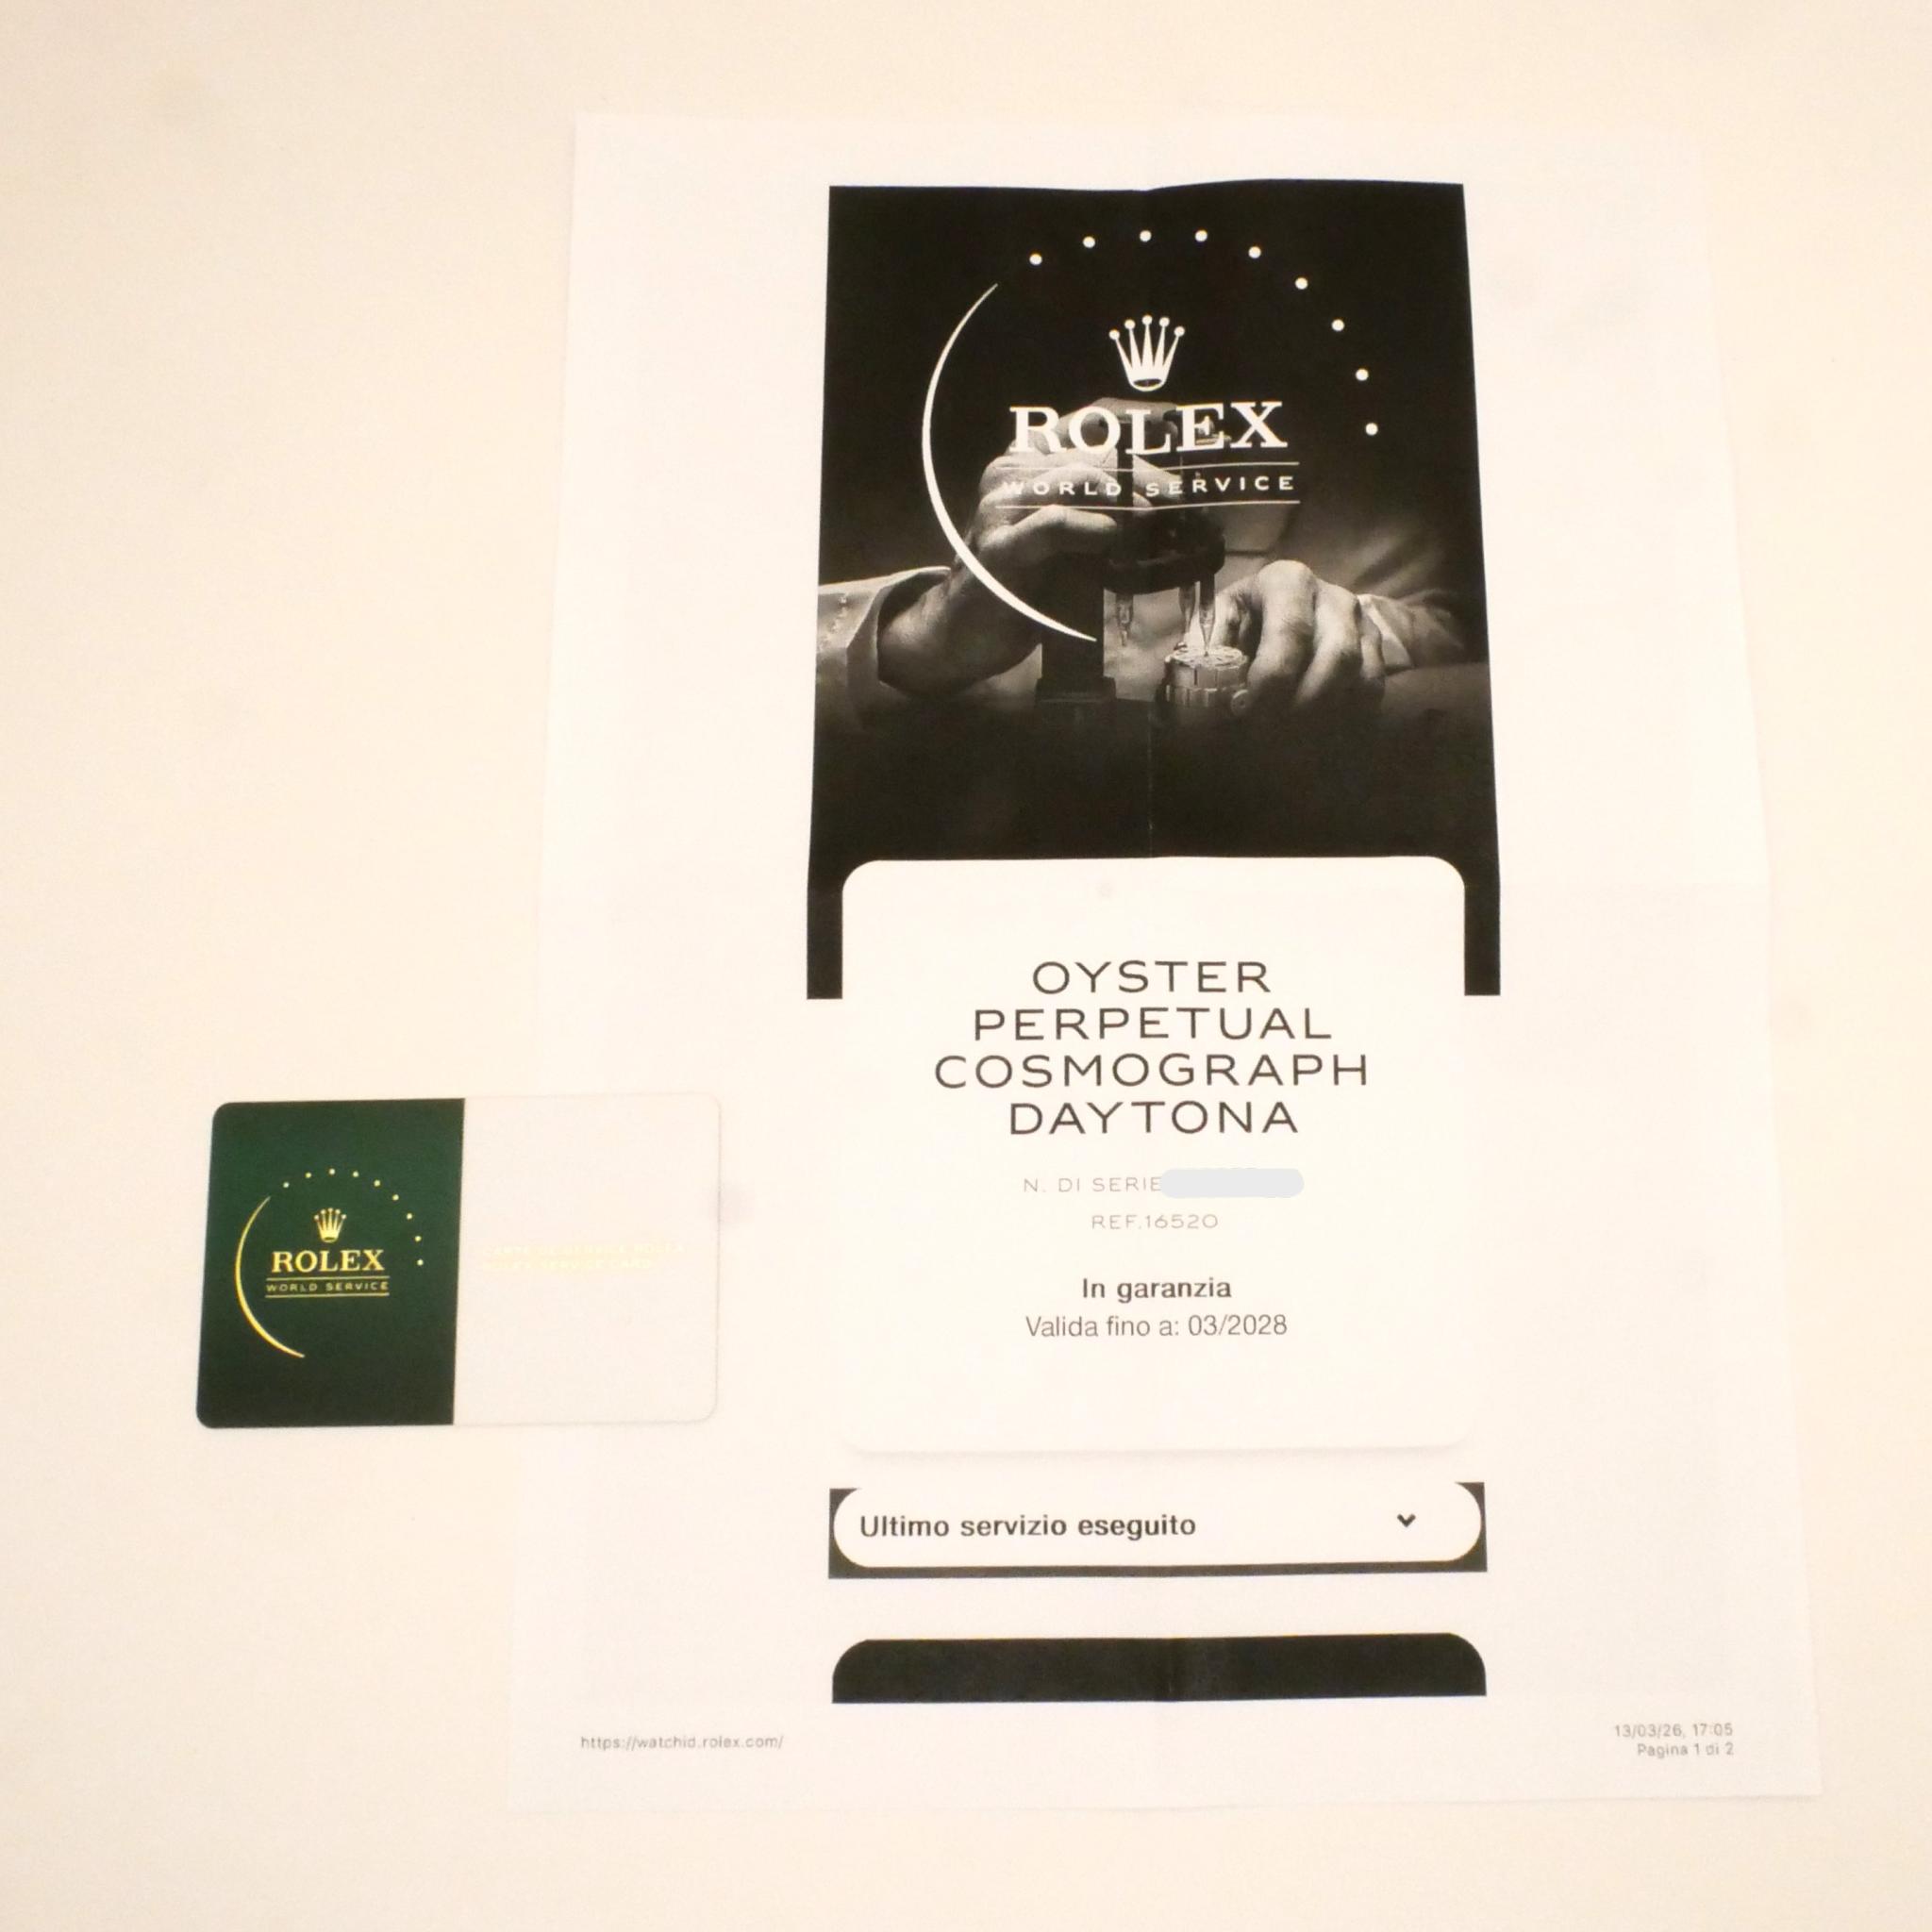 ROLEX
WORLD SERVICE
OYSTER
PERPETUAL
COSMOGRAPH
DAYTONA
N. DI SERIE
REF.16520
In garanzia
Valida fino a: 03/2028
Ultimo servizio eseguito
https://watchid.rolex.com/
13/03/26, 17:05
Pagina 1 di 2
ROLEX
WORLD SERVICE